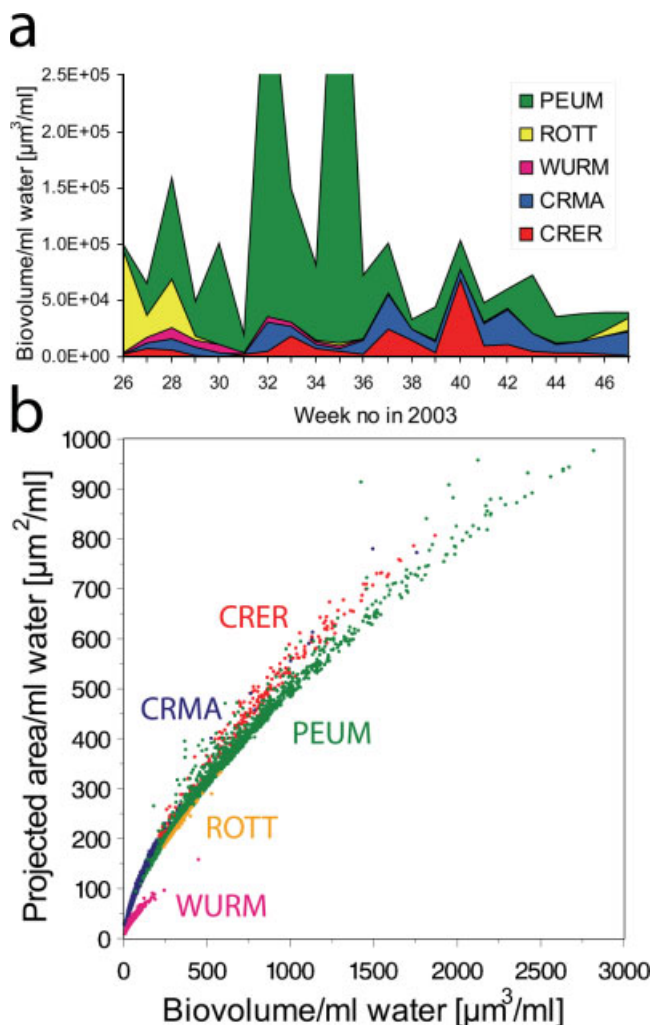 a
Biovolume/ml water [µm³/ml]
2.5E+05
2.0E+05
1.5E+05
1.0E+05
5.0E+04
0.0E+00
PEUM
ROTT
WURM
CRMA
CRER
26 28 30 32 34 36 38 40 42 44 46
Week no in 2003
b
Projected area/ml water [µm²/ml]
1000
900
800
700
600
500
400
300
200
100
0
CRER
CRMA
PEUM
ROTT
WURM
0 500 1000 1500 2000 2500 3000
Biovolume/ml water [µm³/ml]